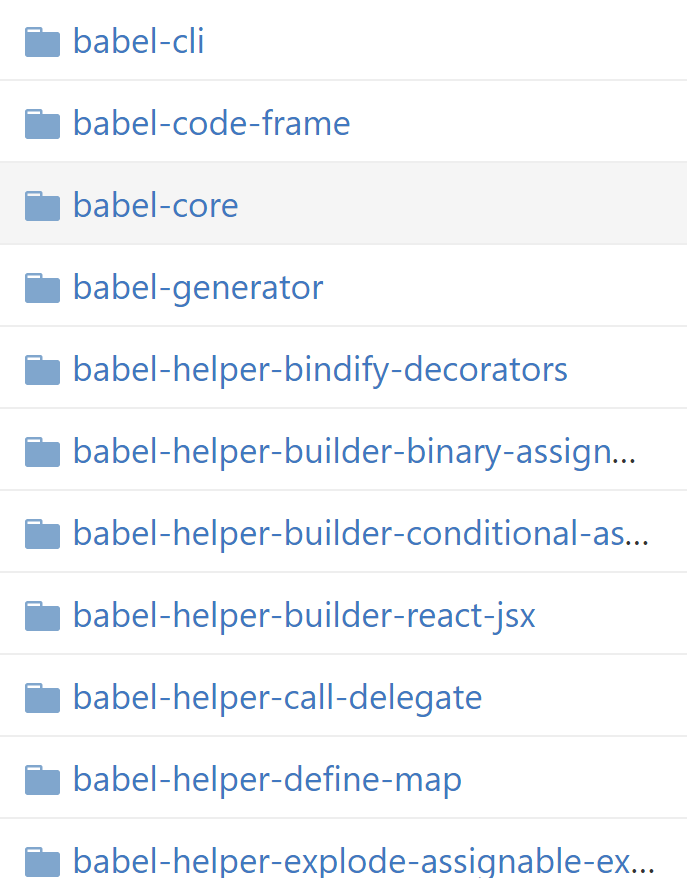 babel-cli
babel-code-frame
babel-core
babel-generator
babel-helper-bindify-decorators
babel-helper-builder-binary-assign...
babel-helper-builder-conditional-as...
babel-helper-builder-react-jsx
babel-helper-call-delegate
babel-helper-define-map
babel-helper-explode-assignable-ex...